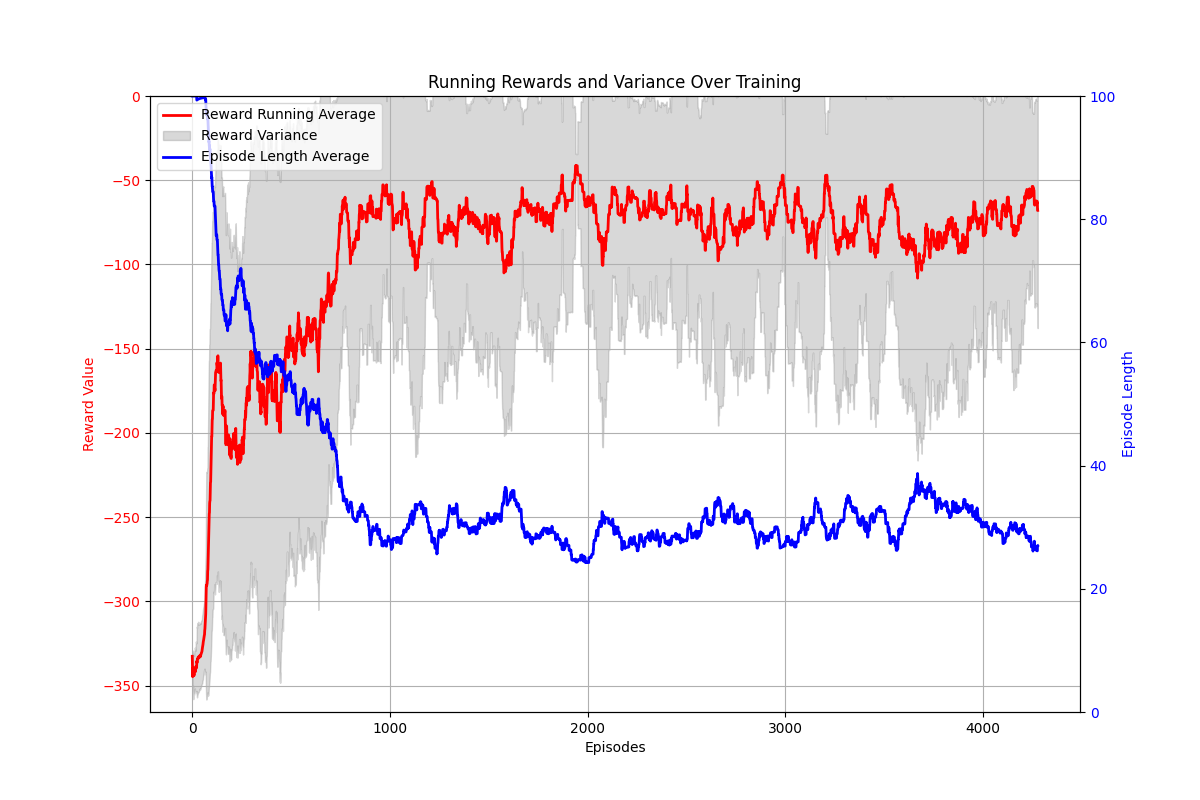 Running Rewards and Variance Over Training
Reward Running Average
Reward Variance
Episode Length Average
0
−50
−100
−150
−200
−250
−300
−350
Reward Value
100
80
60
40
20
0
Episode Length
0
1000
2000
3000
4000
Episodes